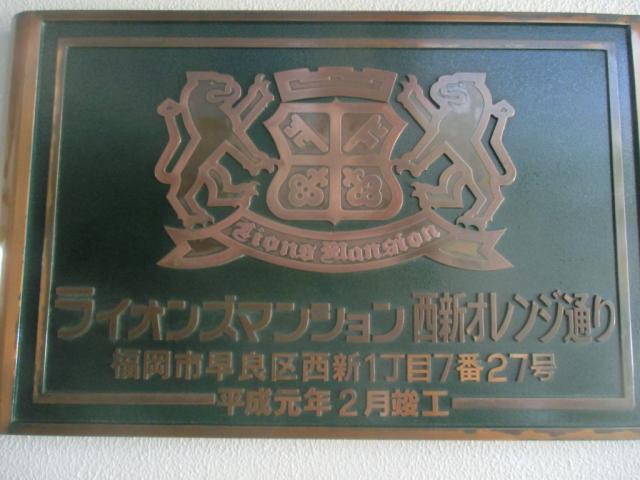 Lions Mansion
ライオンズマンション西新オレンジ通り
福岡市早良区西新1丁目7番27号
平成元年2月竣工